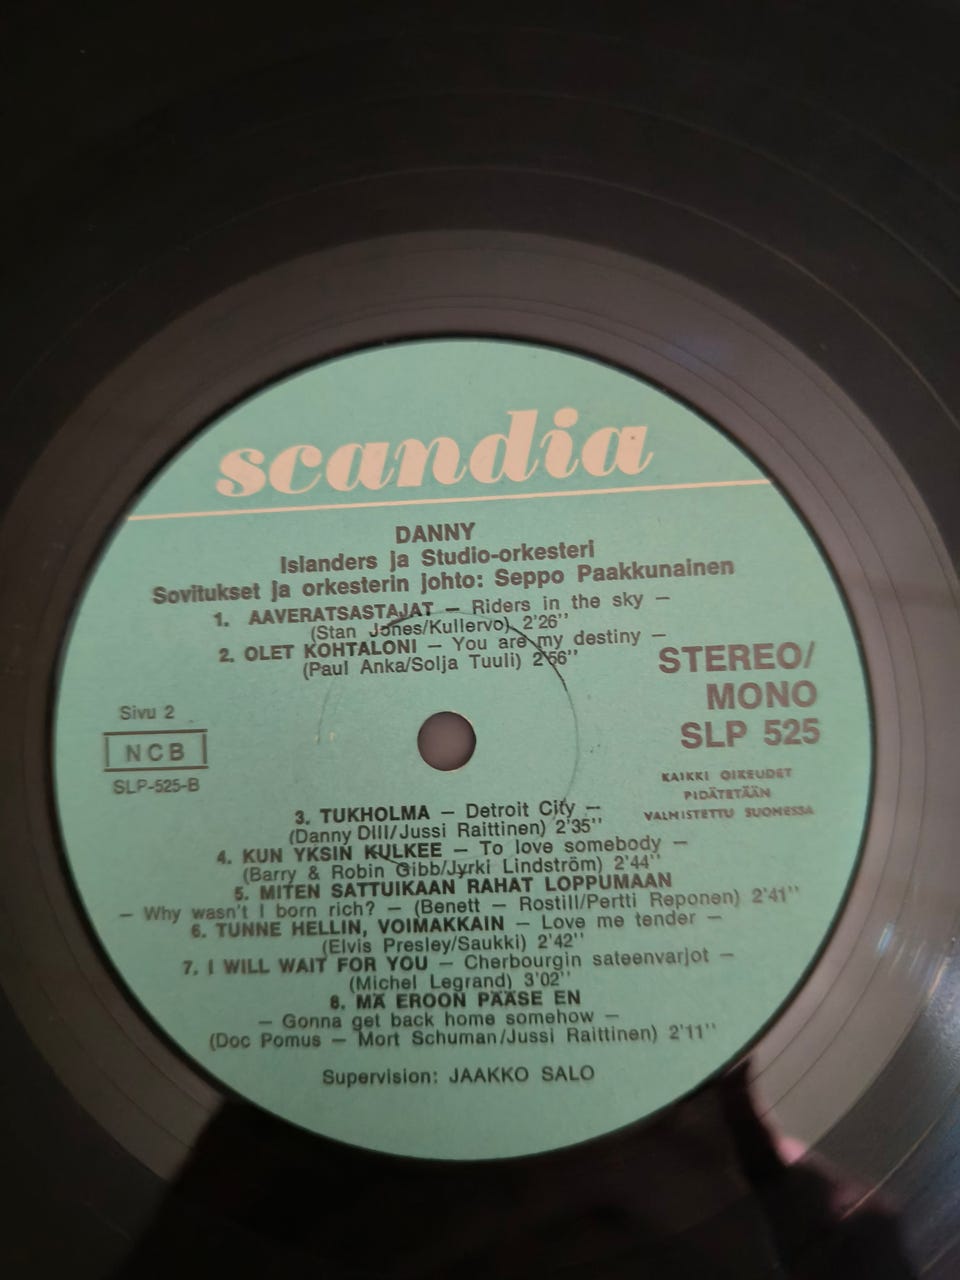 scandia
DANNY
Islanders ja Studio-orkesteri
Sovitukset ja orkesterin johto: Seppo Paakkunainen
1. AAVERATSASTAJAT — Riders in the sky —
(Stan Jones/Kullervo) 2'26''
2. OLET KOHTALONI — You are my destiny —
(Paul Anka/Solja Tuuli) 2'56''
STEREO/
MONO
SLP 525
Sivu 2
NCB
SLP-525-B
KAIKKI OIKEUDET
PIDÄTETÄÄN
VALMISTETTU SUOMESSA
3. TUKHOLMA — Detroit City —
(Danny Dill/Jussi Raittinen) 2'35''
4. KUN YKSIN KULKEE — To love somebody —
(Barry & Robin Gibb/Jyrki Lindström) 2'44''
5. MITEN SATTUIKAAN RAHAT LOPPUMAAN
— Why wasn't I born rich? — (Benett — Rostill/Pertti Reponen) 2'41''
6. TUNNE HELLIN, VOIMAKKAIN — Love me tender —
(Elvis Presley/Saukki) 2'42''
7. I WILL WAIT FOR YOU — Cherbourgin sateenvarjot —
(Michel Legrand) 3'02''
8. MÄ EROON PÄÄSE EN
— Gonna get back home somehow —
(Doc Pomus — Mort Schuman/Jussi Raittinen) 2'11''
Supervision: JAAKKO SALO